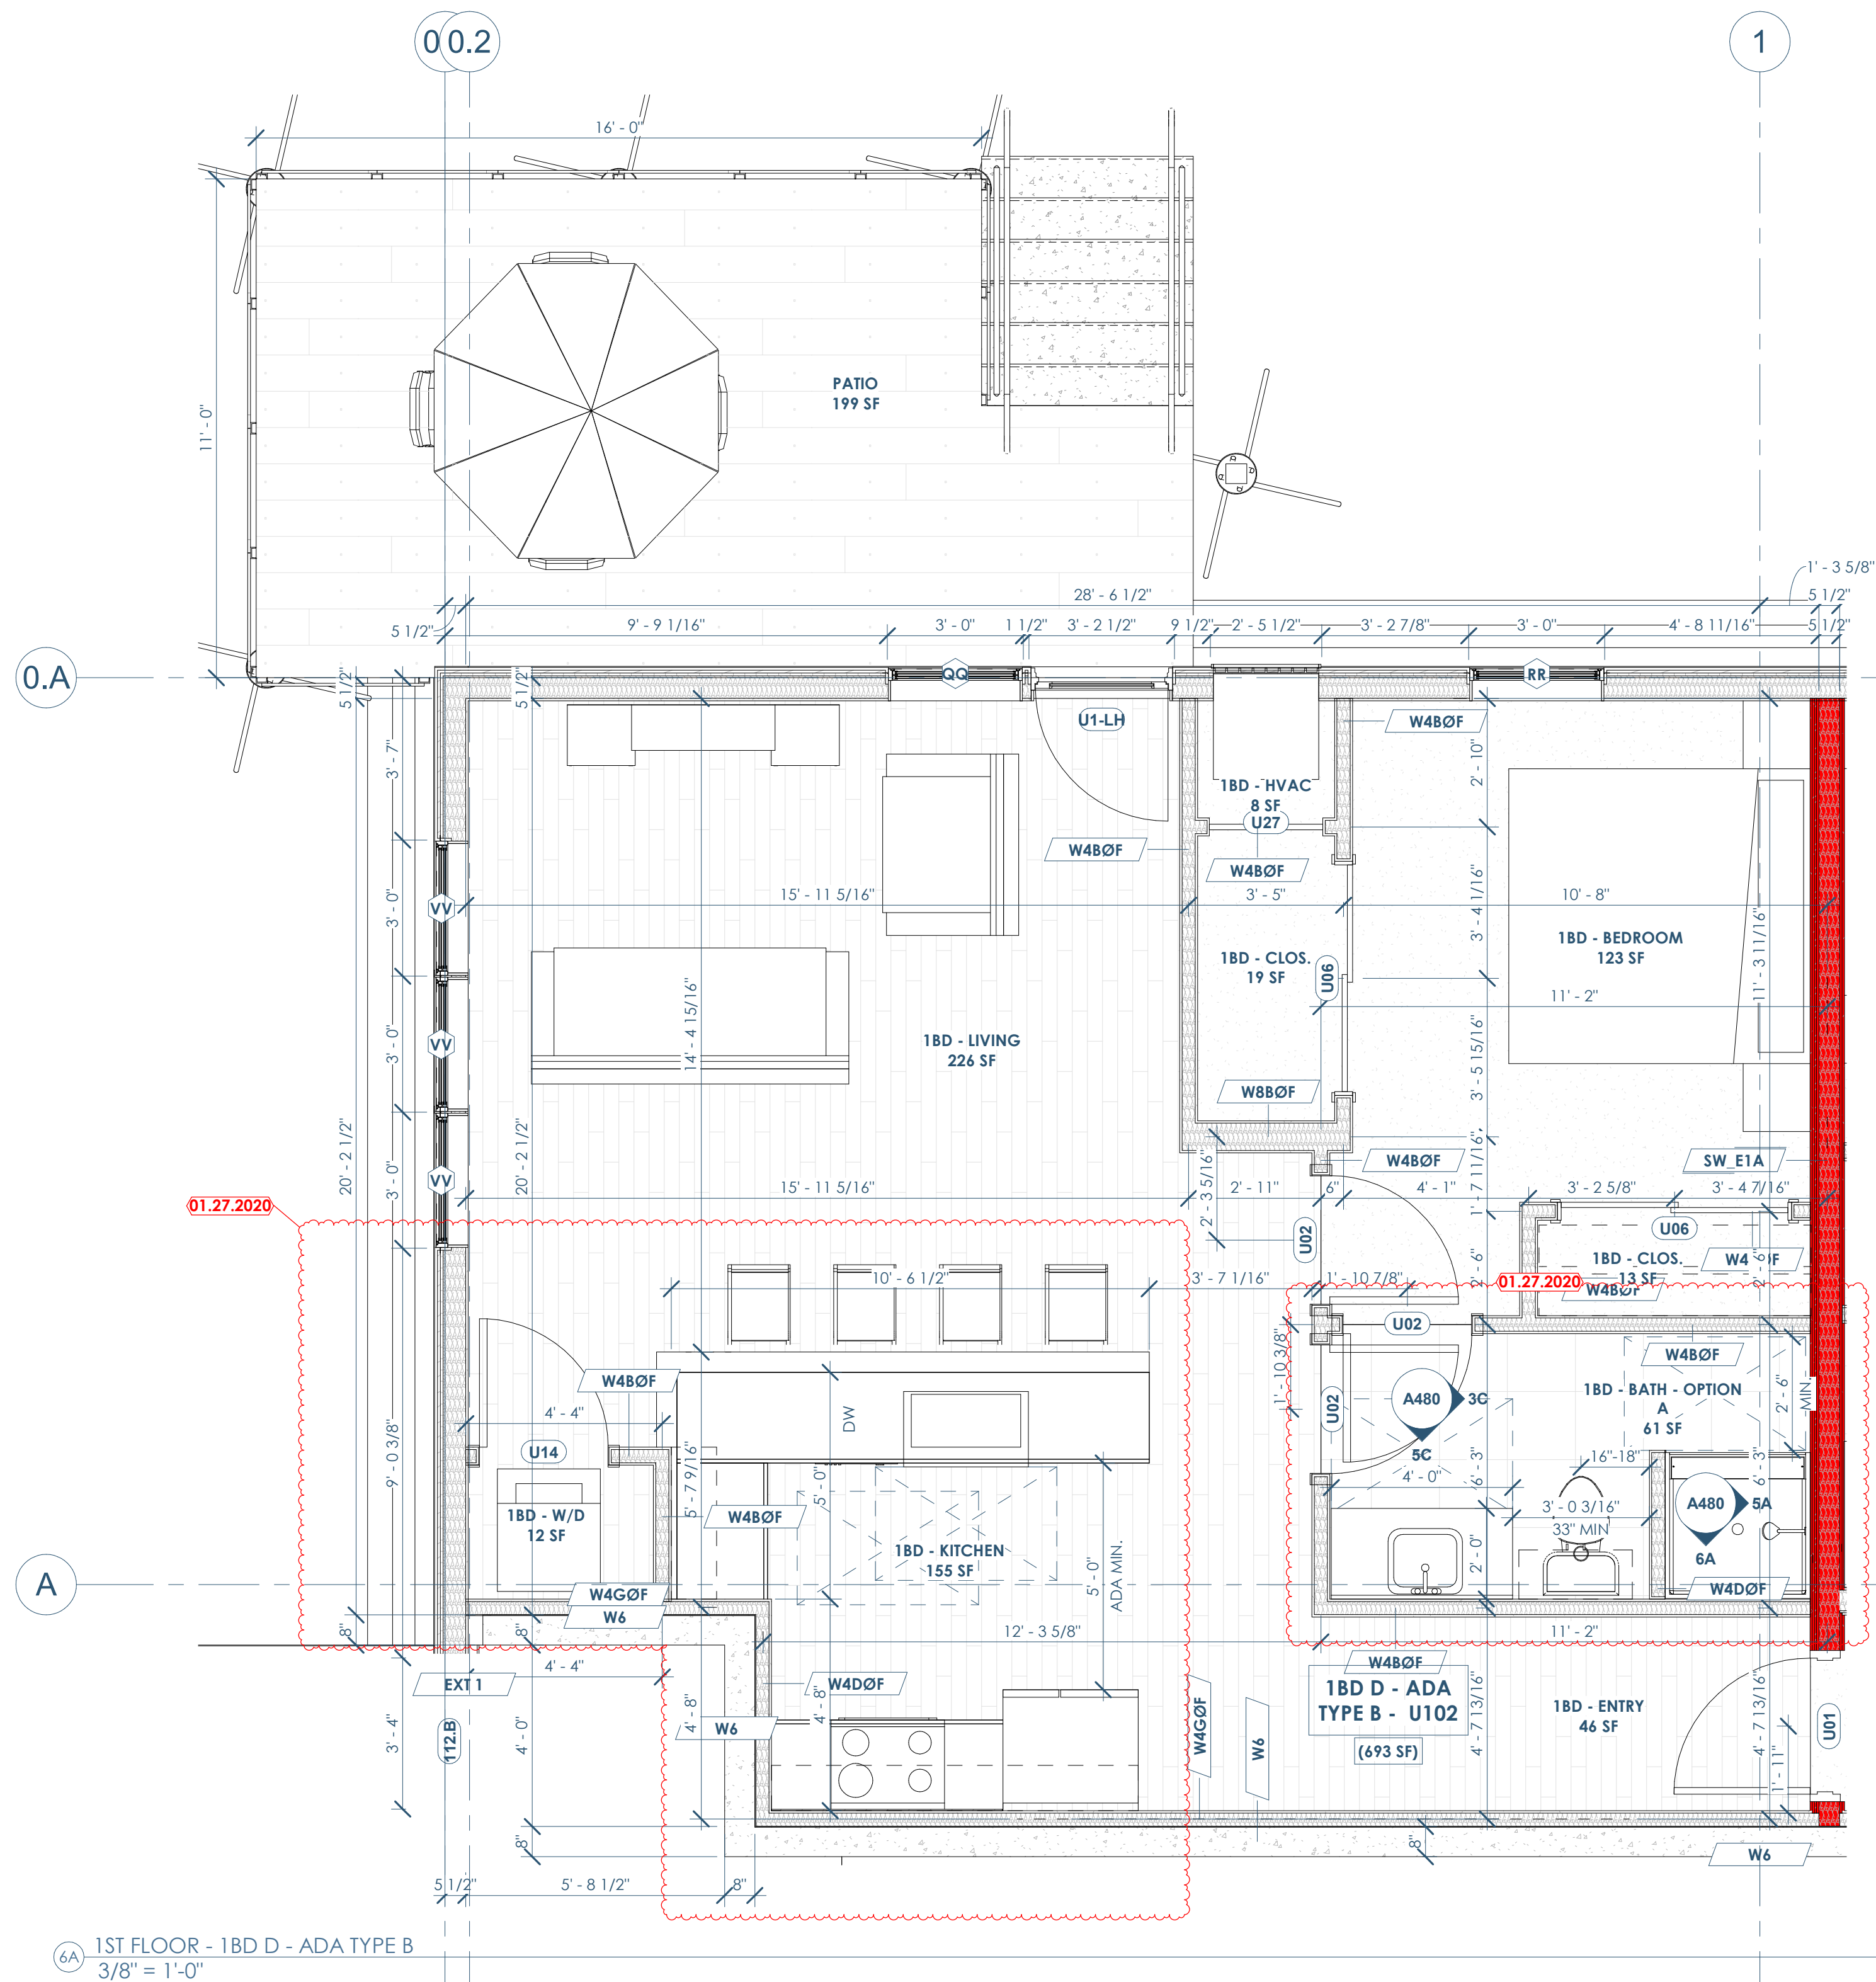 0
0.2
1
16' - 0"
11' - 0"
PATIO
199 SF
1' - 3 5/8"
28' - 6 1/2"
5 1/2"
5 1/2"
9' - 9 1/16"
3' - 0"
1 1/2"
3' - 2 1/2"
9 1/2"
2' - 5 1/2"
3' - 2 7/8"
3' - 0"
4' - 8 11/16"
5 1/2"
0.A
5 1/2"
5 1/2"
QQ
RR
U1-LH
W4BØF
3' - 7"
2' - 10"
1BD - HVAC
8 SF
U27
W4BØF
W4BØF
15' - 11 5/16"
3' - 5"
10' - 8"
VV
3' - 0"
3' - 4 1/16"
11' - 3 11/16"
1BD - BEDROOM
123 SF
1BD - CLOS.
19 SF
U06
11' - 2"
VV
3' - 0"
14' - 4 15/16"
1BD - LIVING
226 SF
3' - 5 15/16"
W8BØF
20' - 2 1/2"
20' - 2 1/2"
VV
3' - 0"
W4BØF
SW_E1A
1' - 7 11/16"
15' - 11 5/16"
2' - 11"
6"
4' - 1"
3' - 2 5/8"
3' - 4 7/16"
01.27.2020
2' - 3 5/16"
U02
U06
1BD - CLOS.
13 SF
W4BØF
2' - 6"
2' - 6"
10' - 6 1/2"
3' - 7 1/16"
1' - 10 7/8"
01.27.2020
U02
W4BØF
W4BØF
4' - 4"
DW
1' - 10 3/8"
U02
A480
3C
5C
1BD - BATH - OPTION
A
61 SF
2' - 6"
MIN.
9' - 0 3/8"
U14
5' - 7 9/16"
5' - 0"
4' - 0"
6' - 3"
16"-18"
6' - 3"
1BD - W/D
12 SF
W4BØF
3' - 0 3/16"
33" MIN
A480
5A
6A
1BD - KITCHEN
155 SF
5' - 0"
ADA MIN.
2' - 0"
A
W4GØF
W6
W4DØF
8"
8"
12' - 3 5/8"
11' - 2"
4' - 4"
EXT 1
W4DØF
W4BØF
1BD D - ADA
TYPE B - U102
(693 SF)
1BD - ENTRY
46 SF
W4GØF
W6
4' - 7 13/16"
4' - 7 13/16"
U01
1' - 11"
3' - 4"
112.B
4' - 0"
4' - 8"
W6
4' - 8"
8"
8"
W6
5 1/2"
5' - 8 1/2"
8"
6A
1ST FLOOR - 1BD D - ADA TYPE B
3/8" = 1'-0"